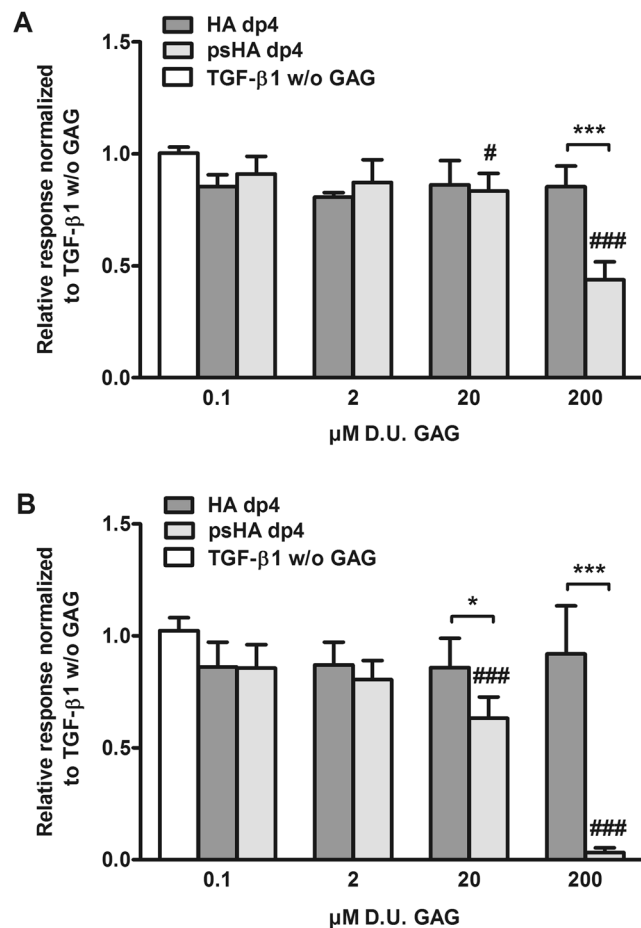 A
HA dp4
psHA dp4
TGF-β1 w/o GAG
Relative response normalized
to TGF-β1 w/o GAG
1.5
1.0
0.5
0.0
#
***
###
0.1 2 20 200
µM D.U. GAG
B
HA dp4
psHA dp4
TGF-β1 w/o GAG
Relative response normalized
to TGF-β1 w/o GAG
1.5
1.0
0.5
0.0
*
###
***
###
0.1 2 20 200
µM D.U. GAG